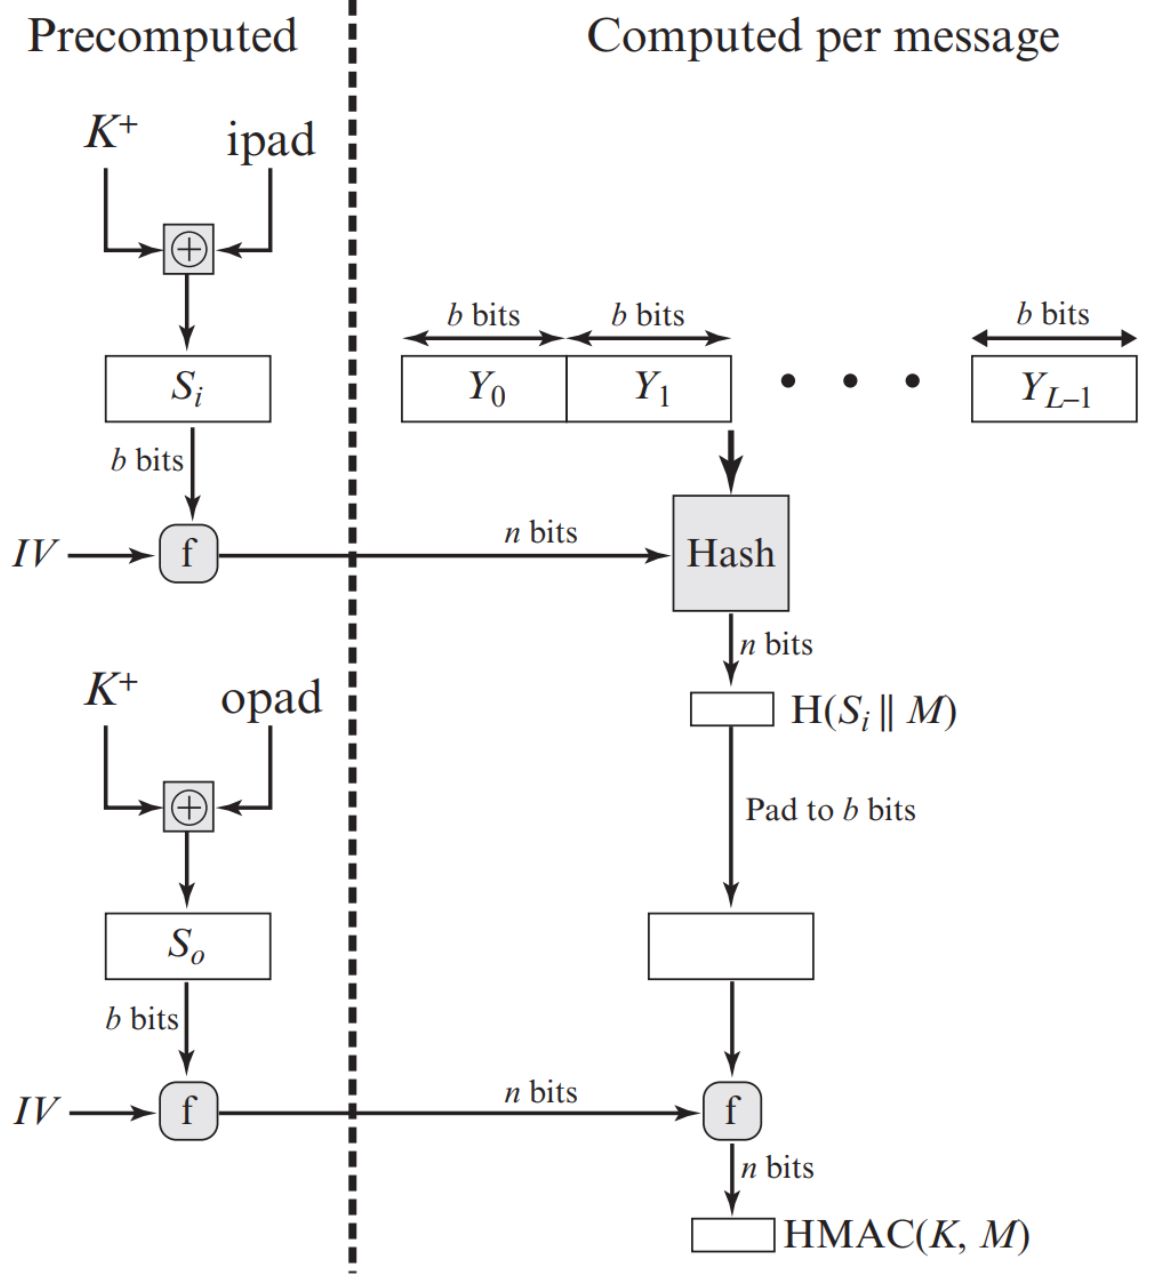 Precomputed
Computed per message
K+
ipad
⊕
b bits
b bits
b bits
S_i
Y_0
Y_1
• • •
Y_{L–1}
b bits
IV
f
n bits
Hash
n bits
K+
opad
H(S_i || M)
⊕
Pad to b bits
S_o
b bits
IV
f
n bits
f
n bits
HMAC(K, M)